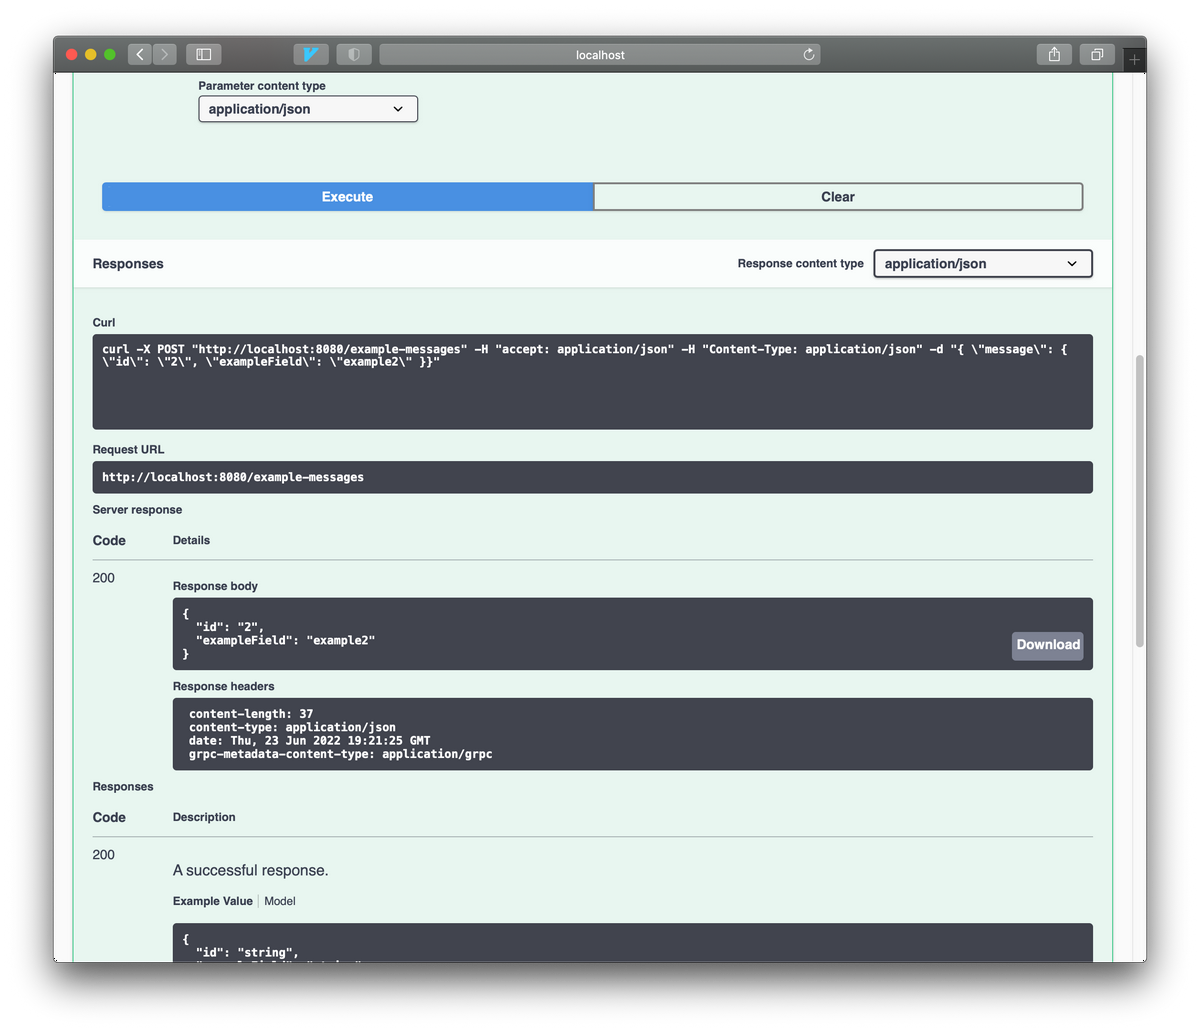 localhost
Parameter content type
application/json
Execute
Clear
Responses
Response content type
application/json
Curl
curl -X POST "http://localhost:8080/example-messages" -H "accept: application/json" -H "Content-Type: application/json" -d "{ \"message\": {
\"id\": \"2\", \"exampleField\": \"example2\" }}"
Request URL
http://localhost:8080/example-messages
Server response
Code
Details
200
Response body
{
"id": "2",
"exampleField": "example2"
}
Download
Response headers
content-length: 37
content-type: application/json
date: Thu, 23 Jun 2022 19:21:25 GMT
grpc-metadata-content-type: application/grpc
Responses
Code
Description
200
A successful response.
Example Value
Model
{
"id": "string",